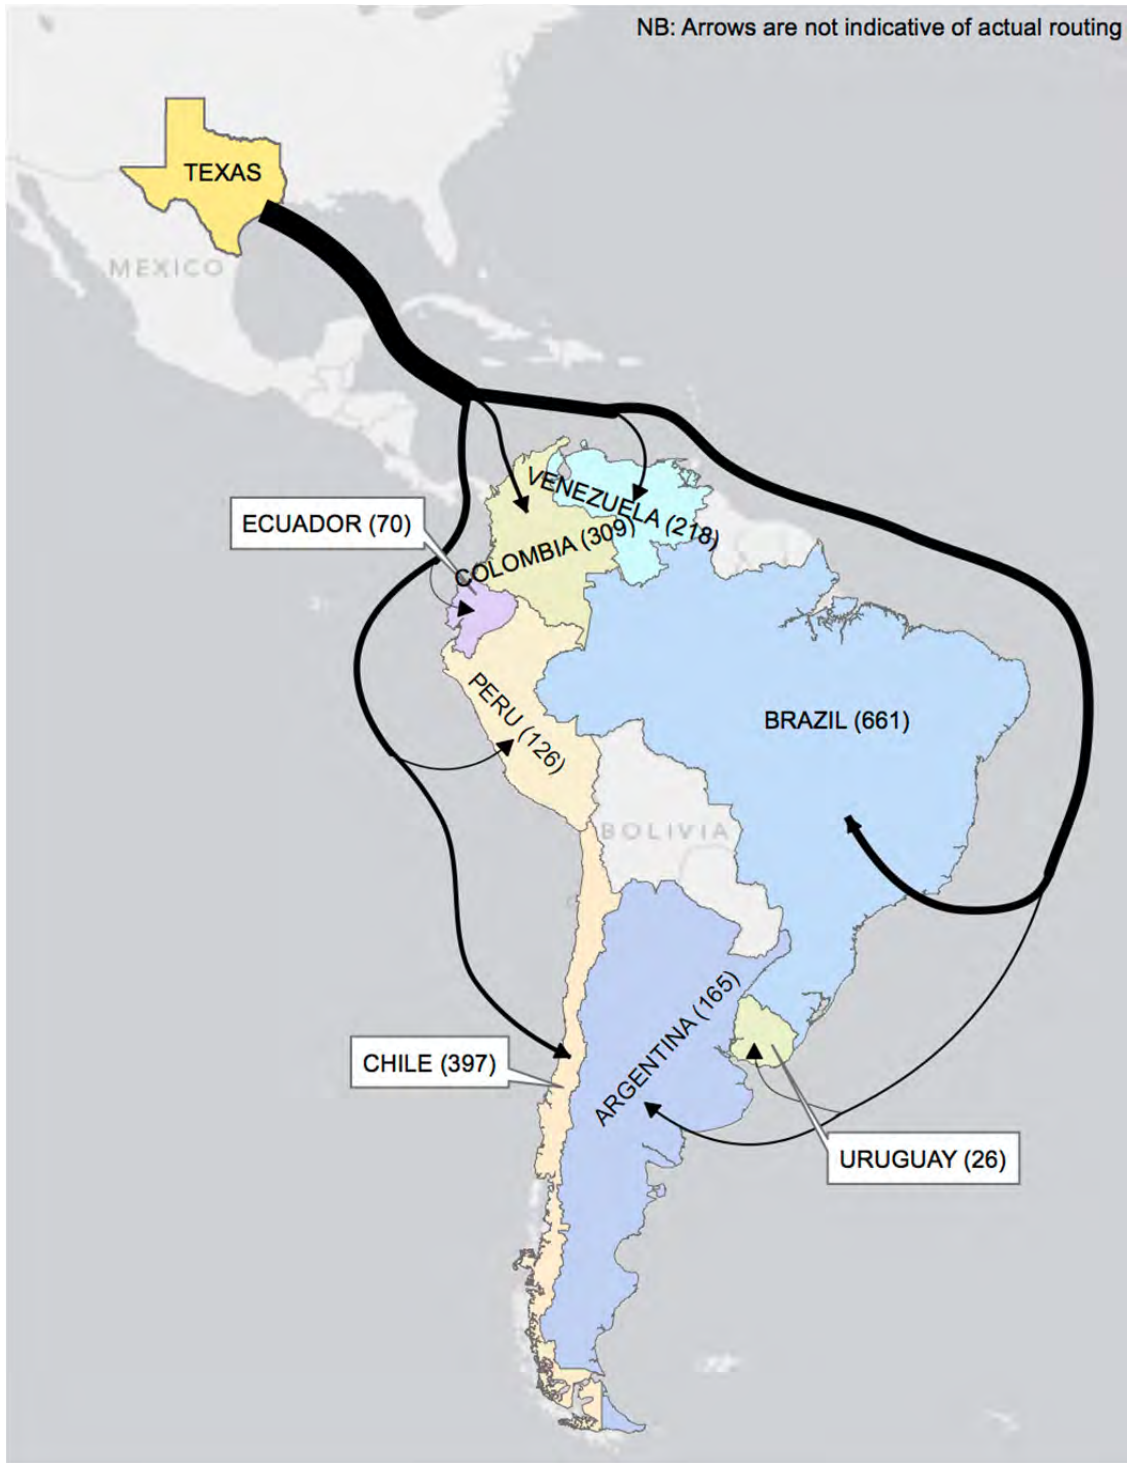 NB: Arrows are not indicative of actual routing
TEXAS
MEXICO
VENEZUELA (218)
ECUADOR (70)
COLOMBIA (309)
PERU (126)
BRAZIL (661)
BOLIVIA
ARGENTINA (165)
CHILE (397)
URUGUAY (26)